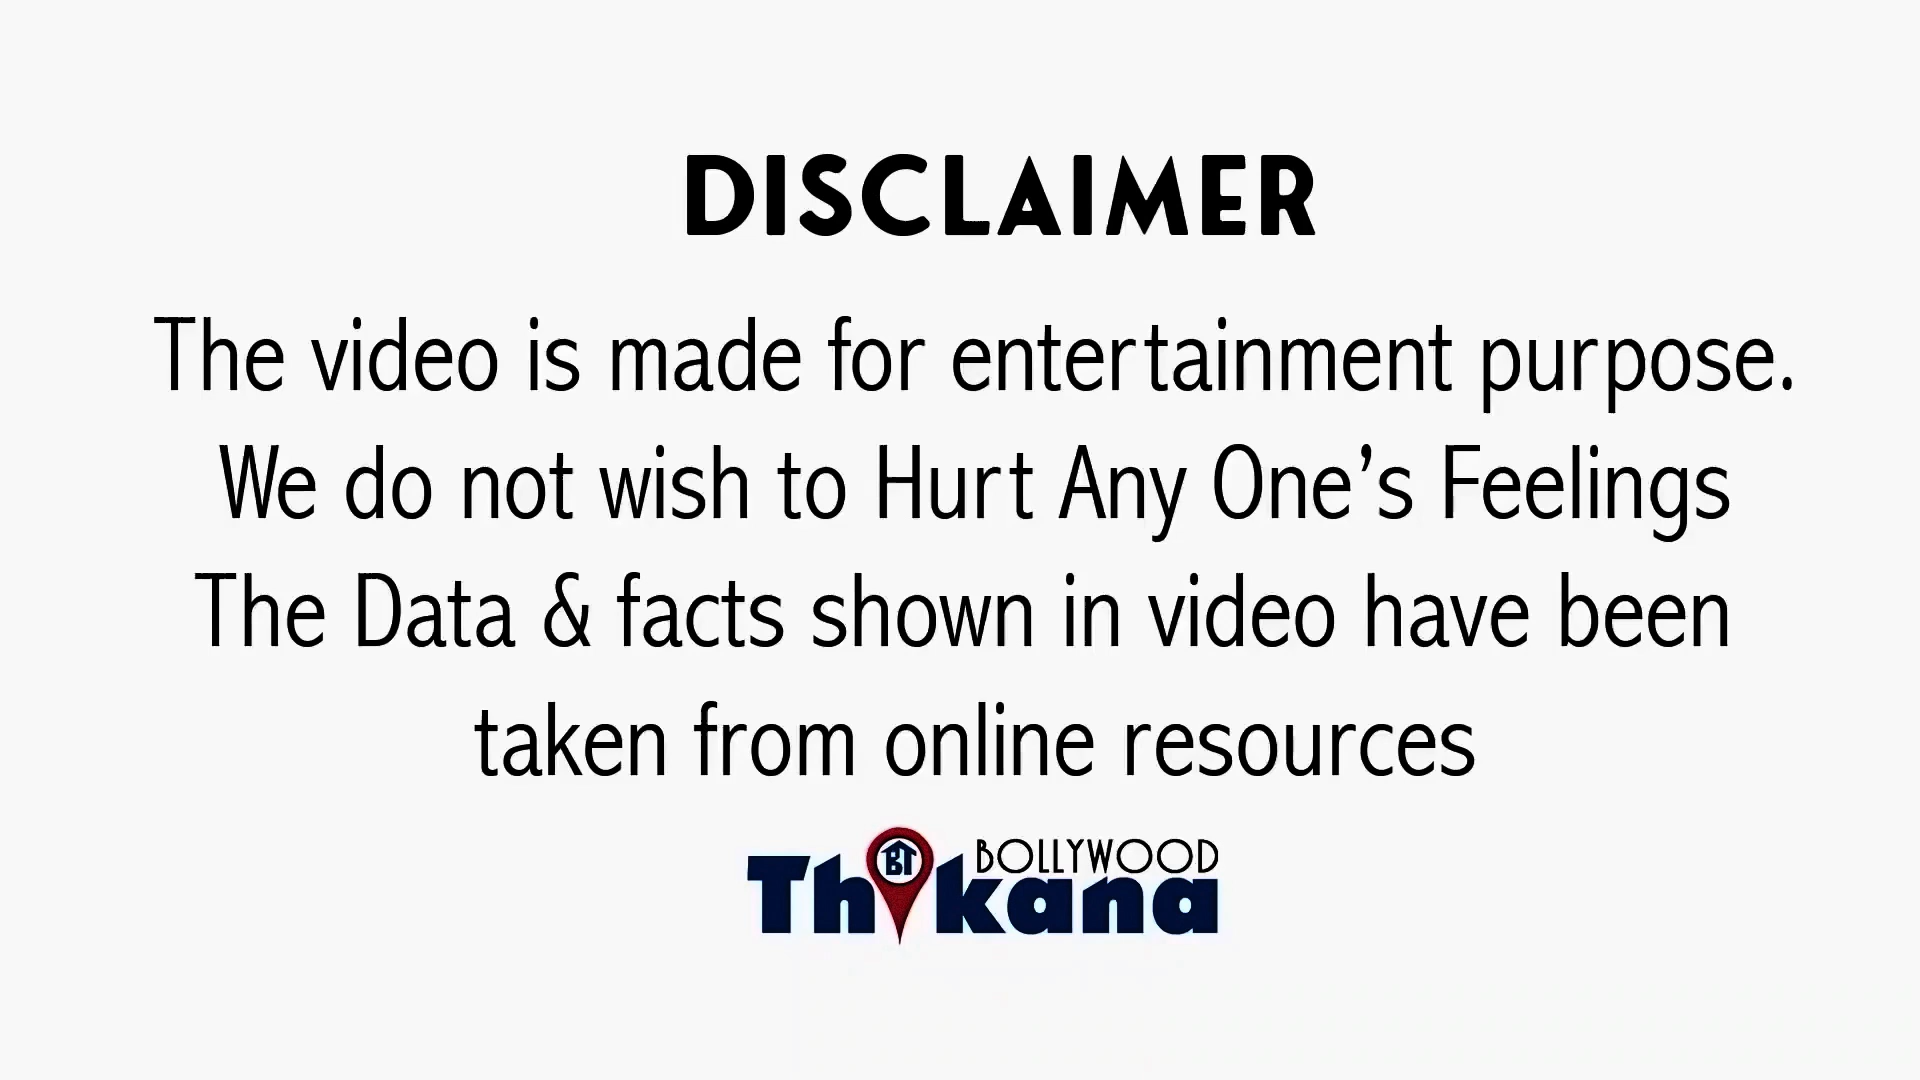 DISCLAIMER
The video is made for entertainment purpose.
We do not wish to Hurt Any One’s Feelings
The Data & facts shown in video have been
taken from online resources
BOLLYWOOD
BT
Thikana